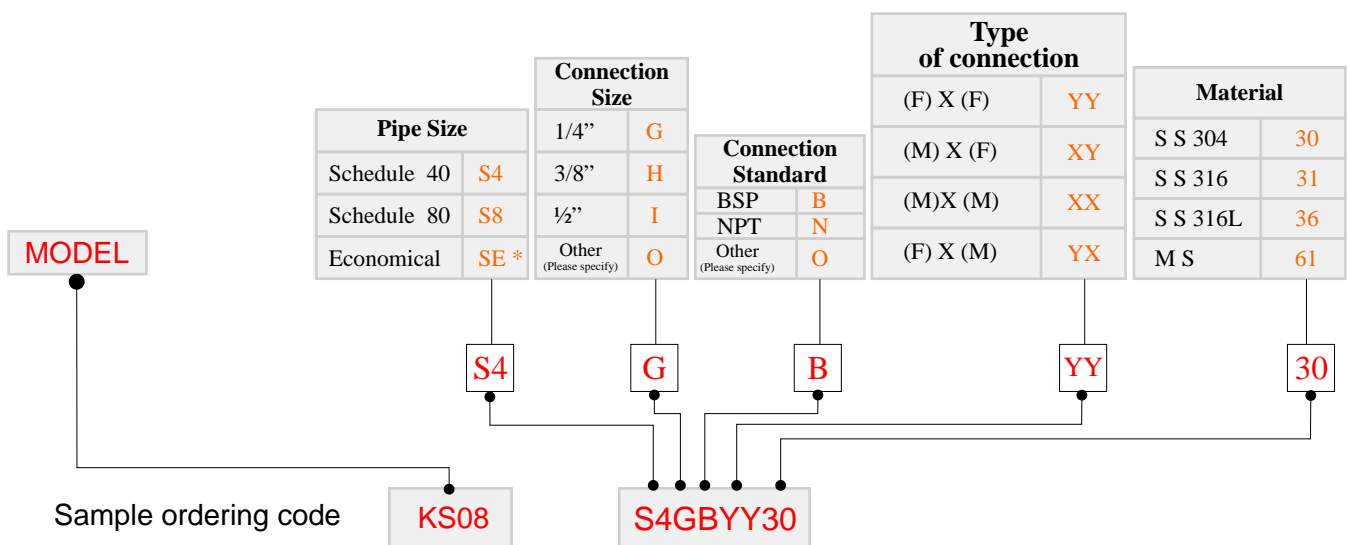 MODEL
Pipe Size
Schedule 40 S4
Schedule 80 S8
Economical SE *
Connection
Size
1/4” G
3/8” H
½” I
Other
(Please specify) O
Connection
Standard
BSP B
NPT N
Other
(Please specify) O
Type
of connection
(F) X (F) YY
(M) X (F) XY
(M)X (M) XX
(F) X (M) YX
Material
S S 304 30
S S 316 31
S S 316L 36
M S 61
S4 G B YY 30
Sample ordering code KS08 S4GBYY30